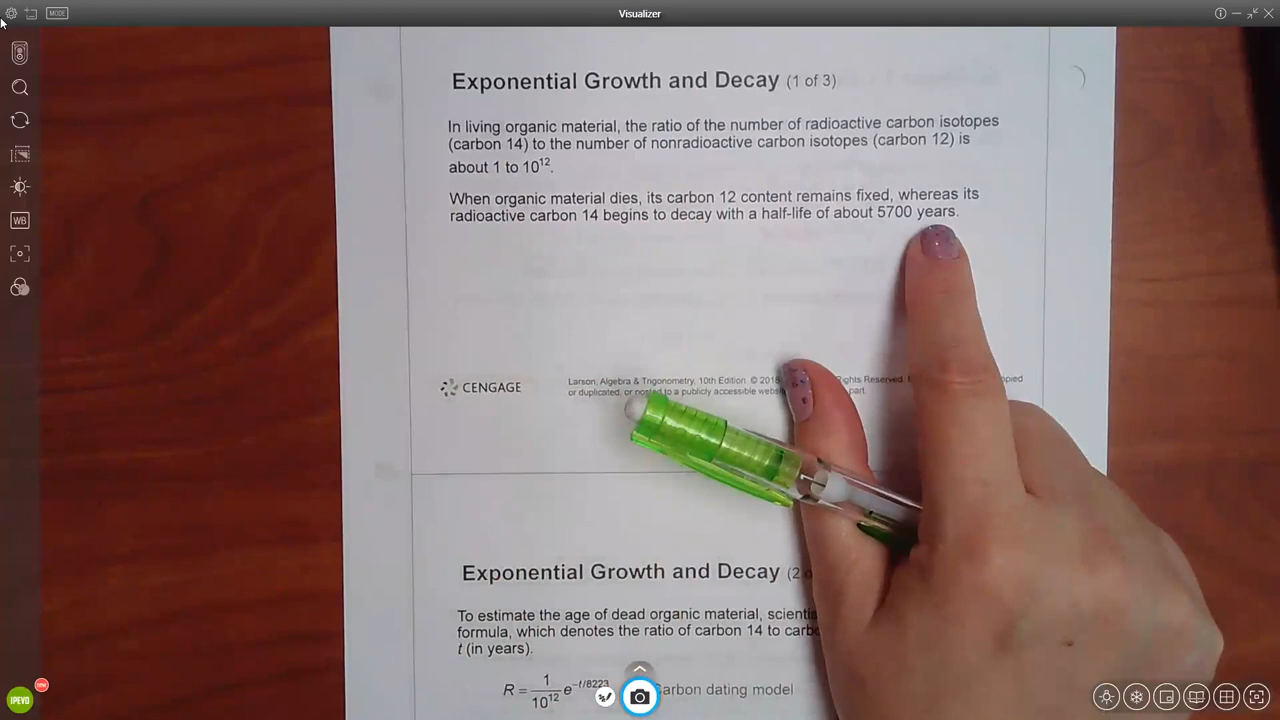 MODE
Visualizer
Exponential Growth and Decay (1 of 3)
In living organic material, the ratio of the number of radioactive carbon isotopes
(carbon 14) to the number of nonradioactive carbon isotopes (carbon 12) is
about 1 to 10¹².
When organic material dies, its carbon 12 content remains fixed, whereas its
radioactive carbon 14 begins to decay with a half-life of about 5700 years.
WB
CENGAGE
Larson, Algebra & Trigonometry, 10th Edition. © 2018 Rights Reserved.
or duplicated, or posted to a publicly accessible part.
Exponential Growth and Decay (2
To estimate the age of dead organic material,
formula, which denotes the ratio of carbon 14 to
t (in years).
R = 1/10¹² e^(-t/8223) Carbon dating model
IPEVO
new